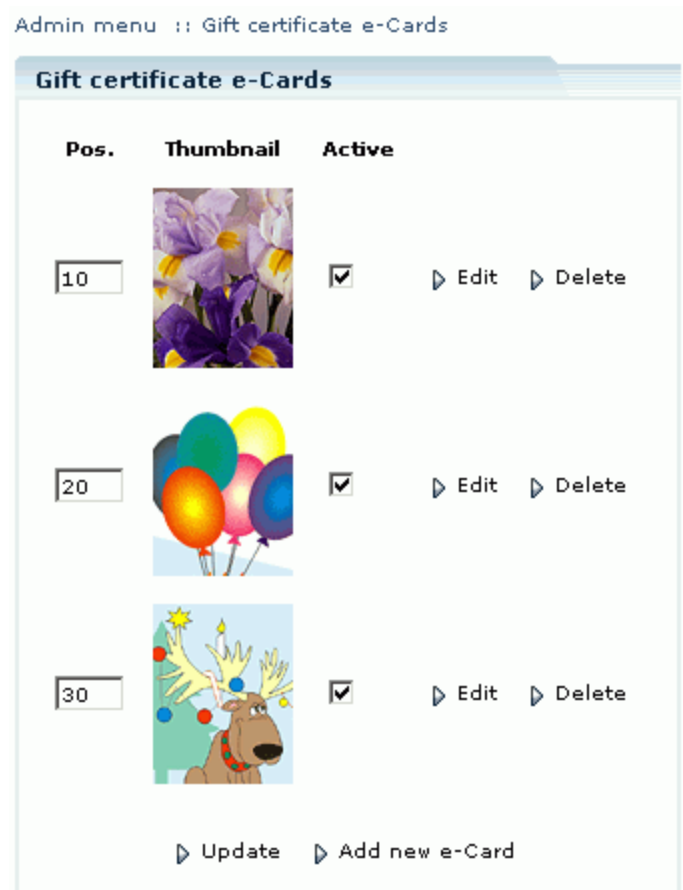 Admin menu :: Gift certificate e-Cards
Gift certificate e-Cards
Pos. Thumbnail Active
10 Edit Delete
20 Edit Delete
30 Edit Delete
Update Add new e-Card